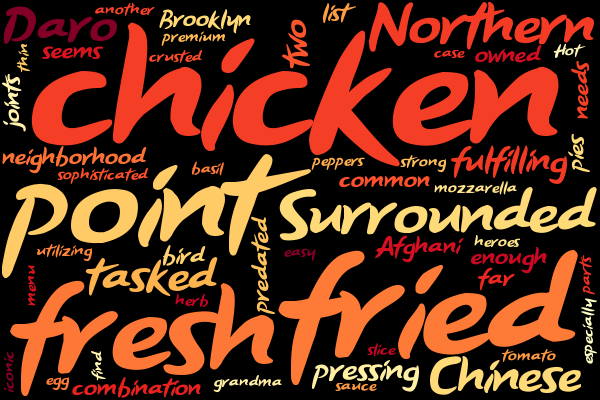 Daro
another
Brooklyn
premium
list
Northern
seems
crusted
two
case
owned
Hot
thin
joints
chicken
needs
neighborhood
sophisticated
basil
peppers
strong
fulfilling
pies
common
mozzarella
point
Surrounded
utilizing
bird
predated
easy
Afghani
heroes
enough
tasked
far
menu
herb
fresh
fried
especially
parts
iconic
egg
find
combination
grandma
slice
pressing
sauce
tomato
Chinese